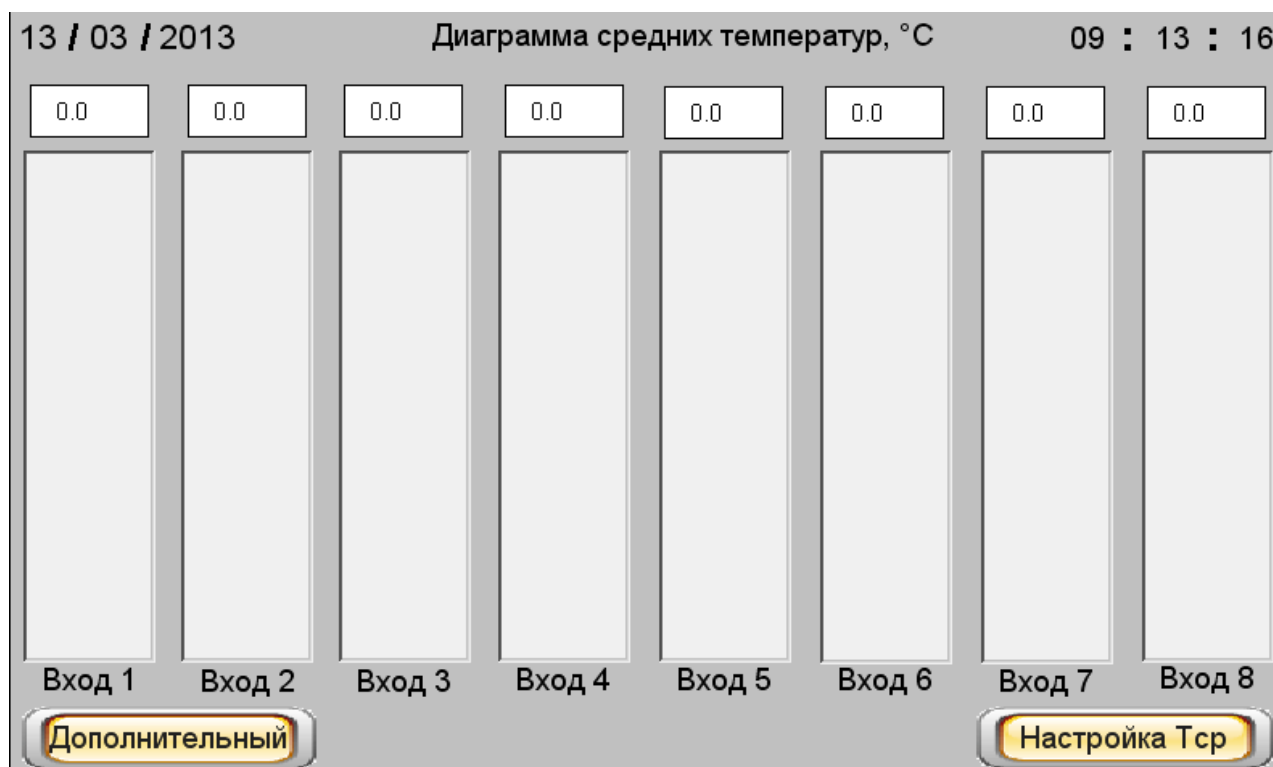 13 / 03 / 2013 Диаграмма средних температур, °C 09 : 13 : 16
0.0 0.0 0.0 0.0 0.0 0.0 0.0 0.0
Вход 1 Вход 2 Вход 3 Вход 4 Вход 5 Вход 6 Вход 7 Вход 8
Дополнительный Настройка Тср